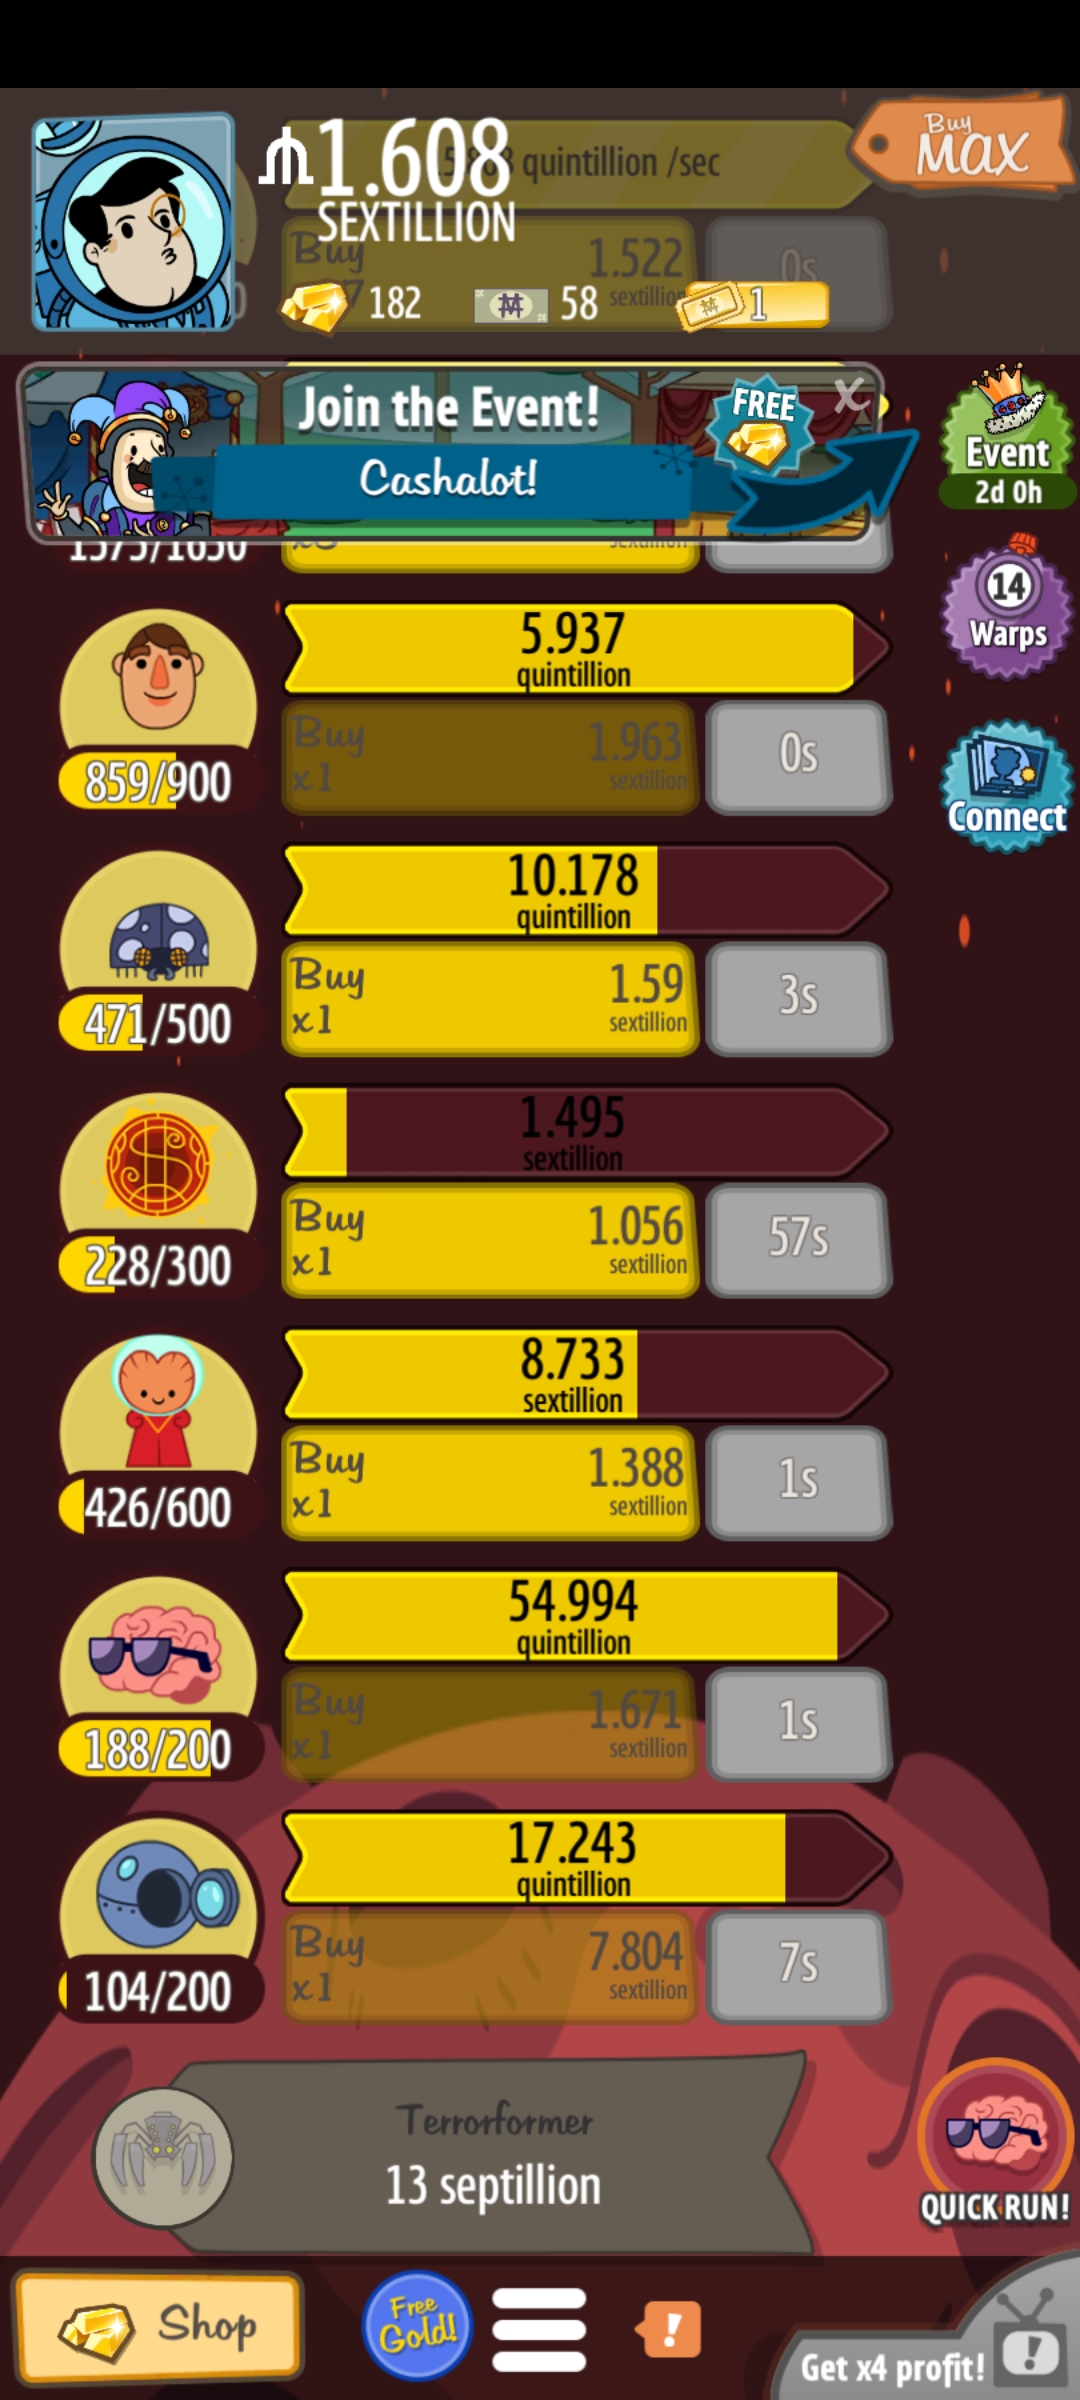 1.608
SEXTILLION
quintillion /sec
Buy
MAX
Buy
1.522
sextillion
0s
182
58
1
Join the Event!
FREE
X
Cashalot!
Event
2d 0h
1575/1650
x3
sextillion
14
Warps
Connect
5.937
quintillion
859/900
Buy
x1
1.963
sextillion
0s
10.178
quintillion
471/500
Buy
x1
1.59
sextillion
3s
1.495
sextillion
228/300
Buy
x1
1.056
sextillion
57s
8.733
sextillion
426/600
Buy
x1
1.388
sextillion
1s
54.994
quintillion
188/200
Buy
x1
1.671
sextillion
1s
17.243
quintillion
104/200
Buy
x1
7.804
sextillion
7s
Terrorformer
13 septillion
QUICK RUN!
Shop
Free
Gold!
!
Get x4 profit!
!